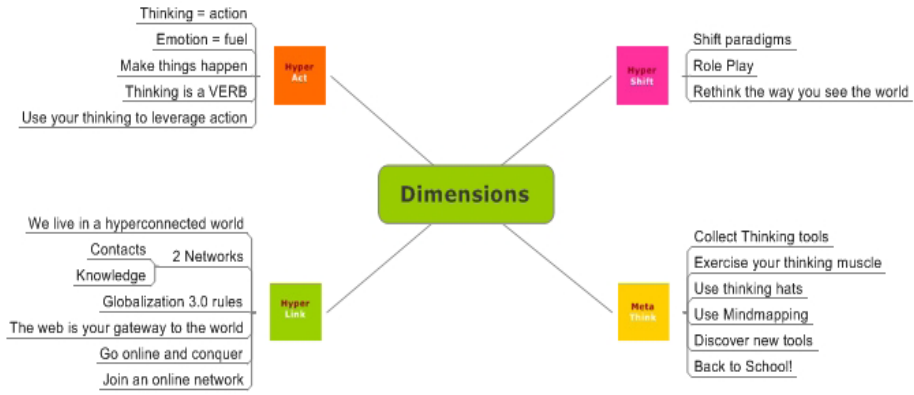 Thinking = action
Emotion = fuel
Make things happen
Thinking is a VERB
Use your thinking to leverage action
Hyper
Act
Hyper
Shift
Shift paradigms
Role Play
Rethink the way you see the world
Dimensions
We live in a hyperconnected world
Contacts
Knowledge
2 Networks
Globalization 3.0 rules
The web is your gateway to the world
Go online and conquer
Join an online network
Hyper
Link
Meta
Think
Collect Thinking tools
Exercise your thinking muscle
Use thinking hats
Use Mindmapping
Discover new tools
Back to School!